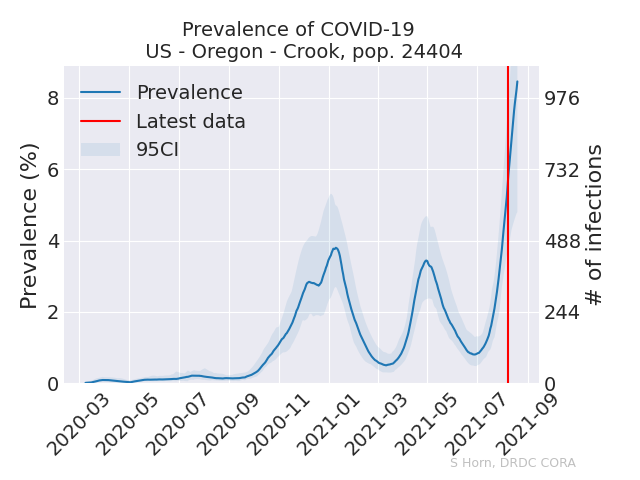 Prevalence of COVID-19
US - Oregon - Crook, pop. 24404
Prevalence
Latest data
95CI
Prevalence (%)
8
6
4
2
0
976
732
488
244
0
# of infections
2020-03
2020-05
2020-07
2020-09
2020-11
2021-01
2021-03
2021-05
2021-07
2021-09
S Horn, DRDC CORA